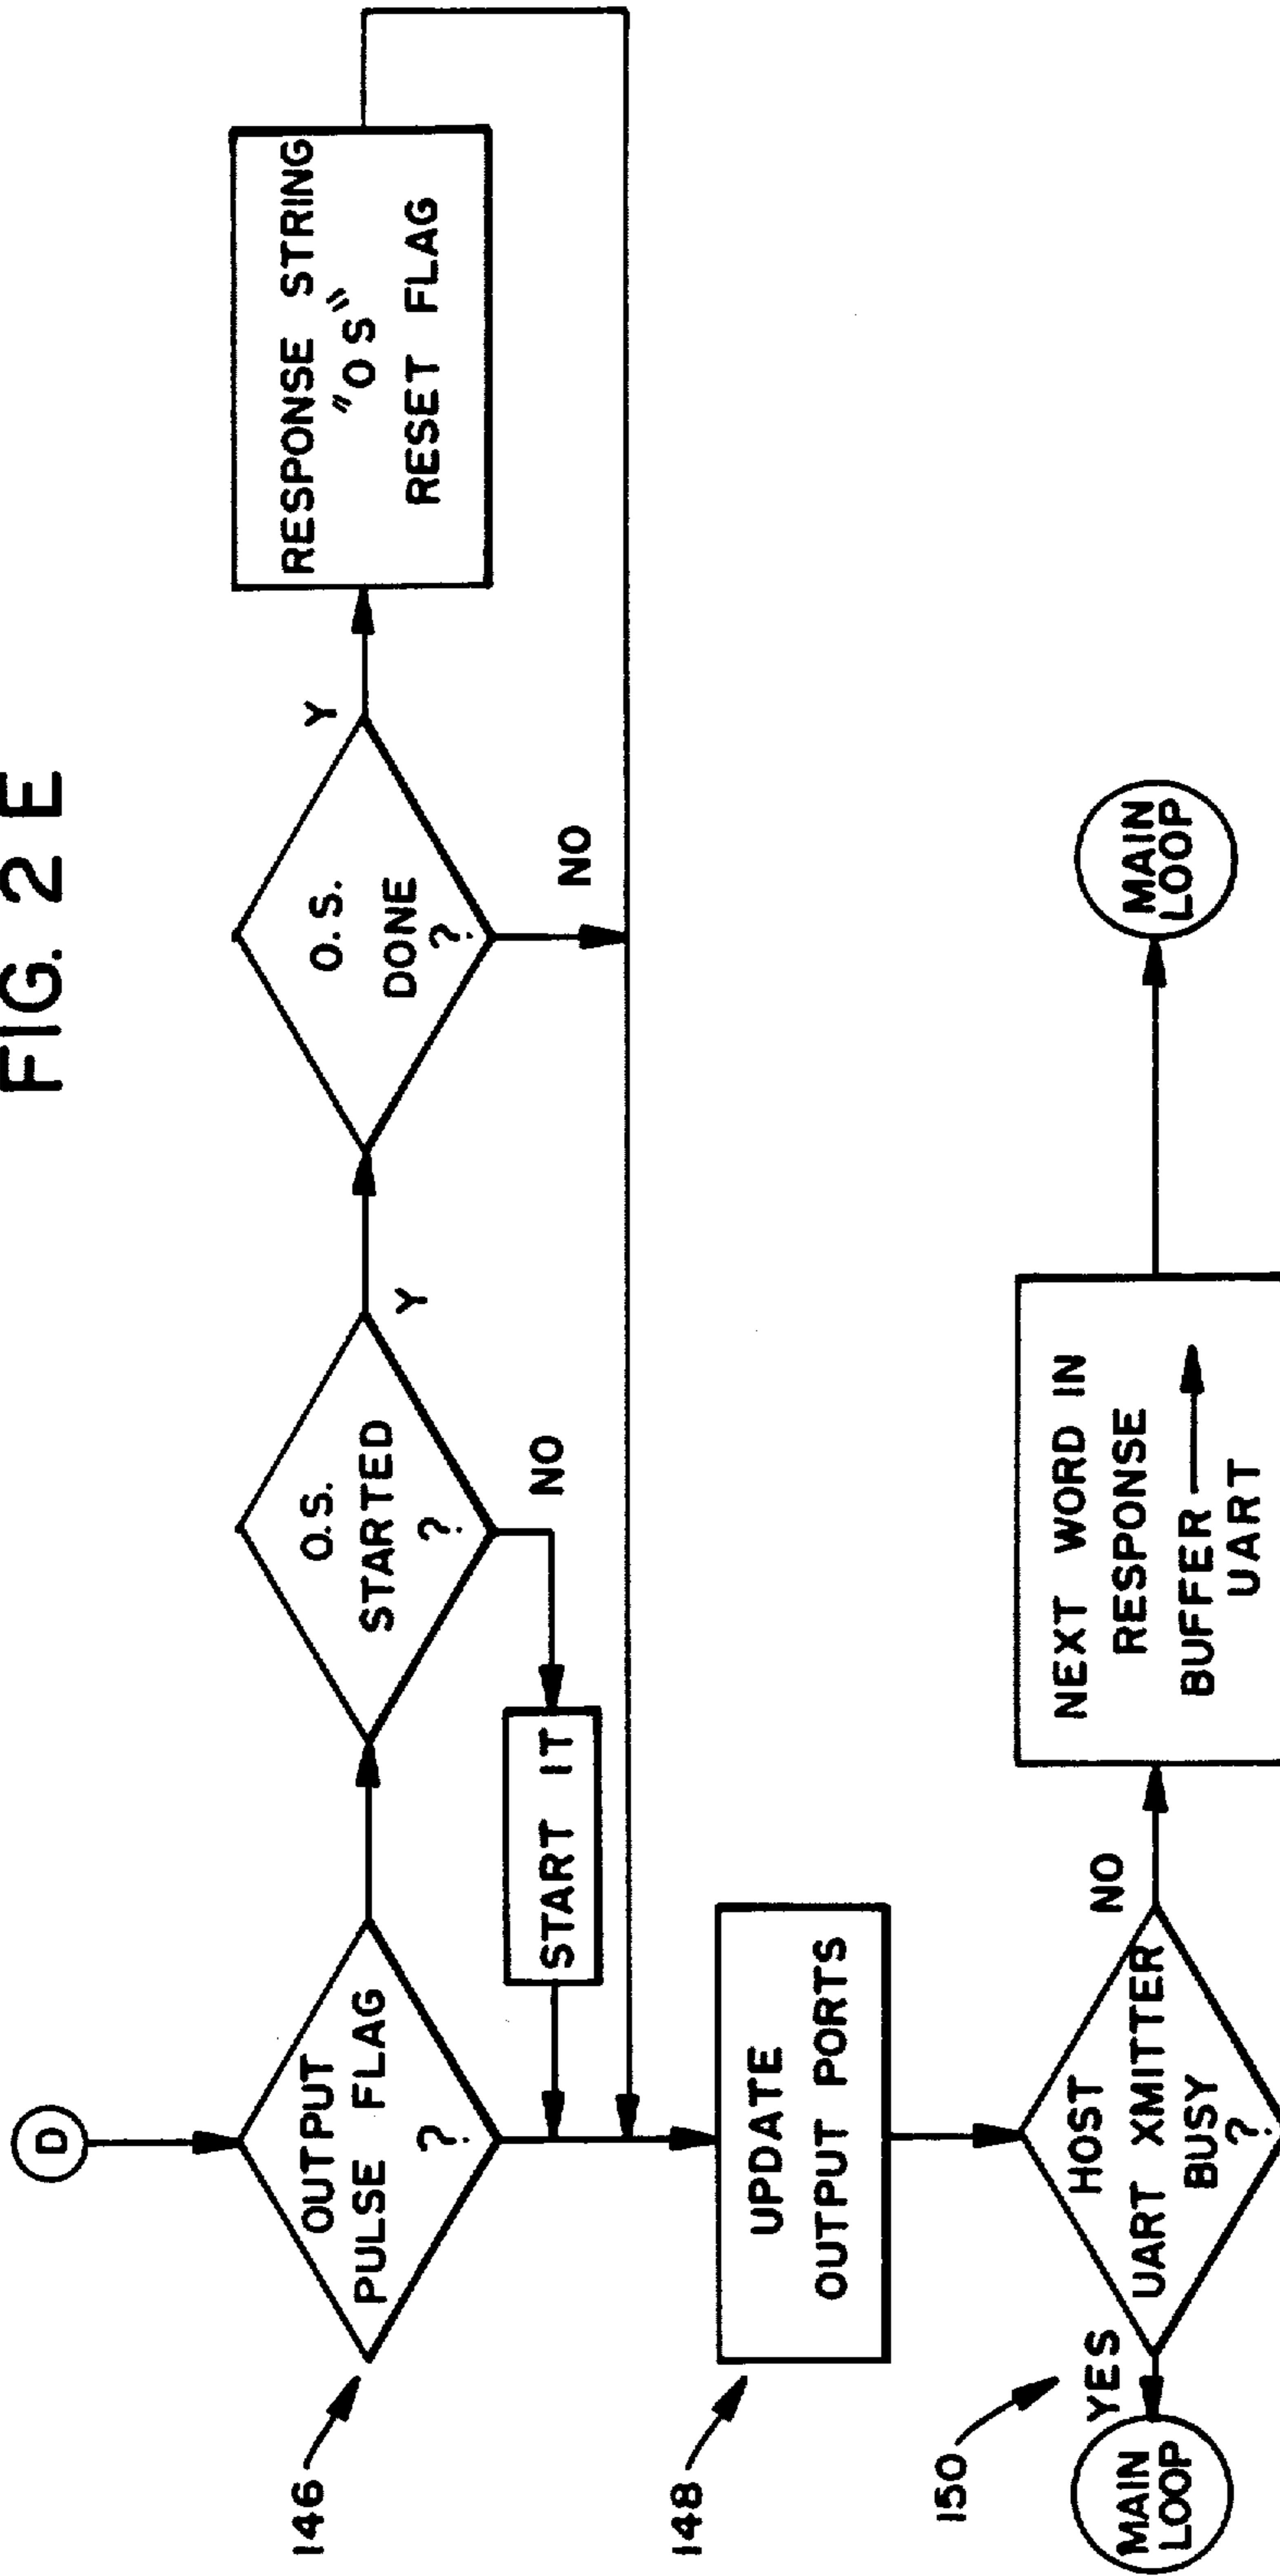 FIG. 2 E
D
146
OUTPUT
PULSE FLAG
?
O.S.
STARTED
?
Y
NO
START IT
O.S.
DONE
?
Y
NO
RESPONSE STRING
"OS"
RESET FLAG
148
UPDATE
OUTPUT PORTS
150
HOST
UART XMITTER
BUSY
?
YES
MAIN
LOOP
NO
NEXT WORD IN
RESPONSE
BUFFER →
UART
MAIN
LOOP